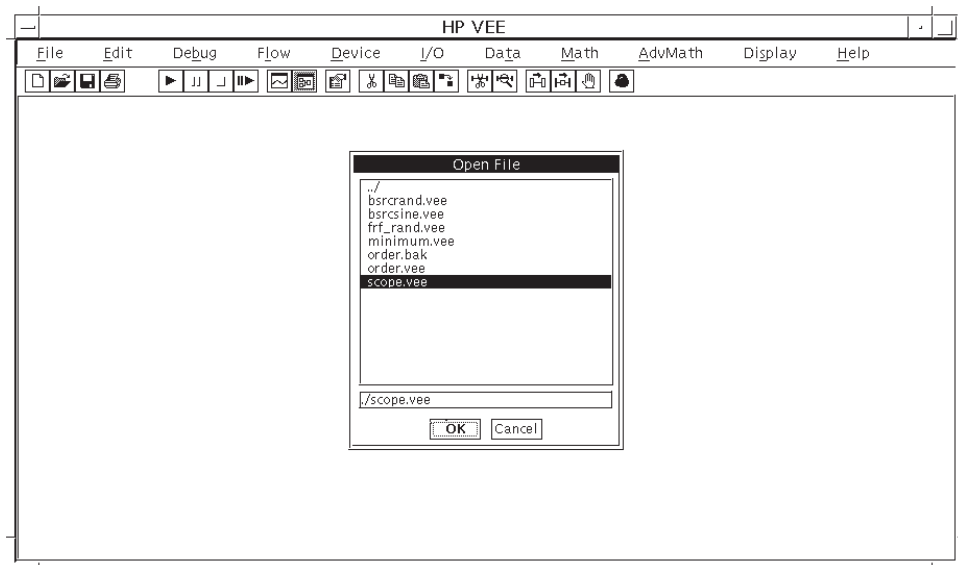 HP VEE
File Edit Debug Flow Device I/O Data Math AdvMath Display Help
Open File
../
bsrcrand.vee
bsrcsine.vee
frf_rand.vee
minimum.vee
order.bak
order.vee
scope.vee
./scope.vee
OK Cancel